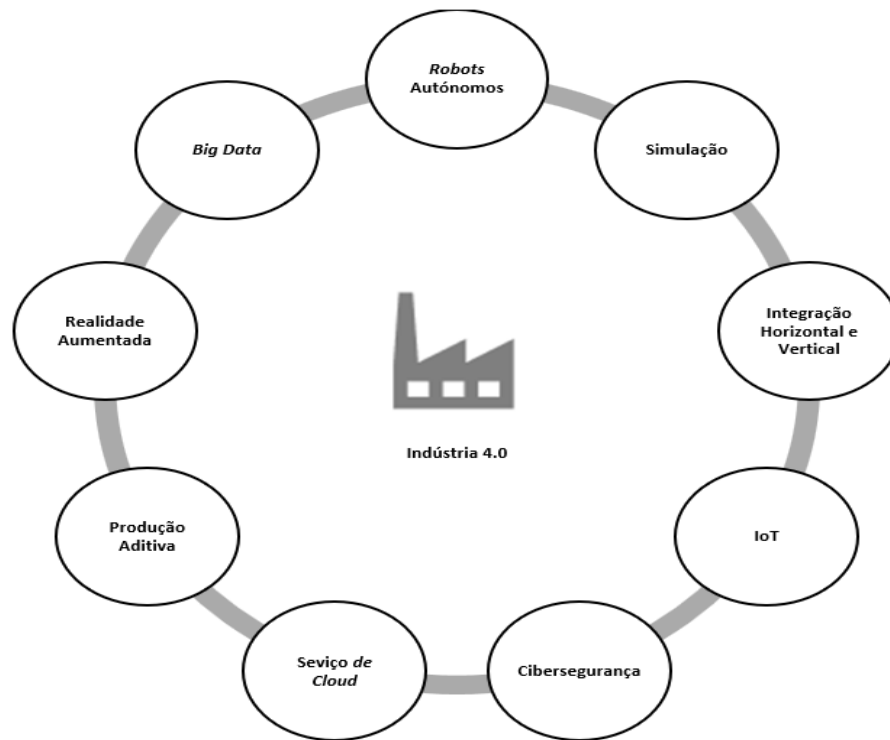 Robots
Autónomos
Big Data
Simulação
Realidade
Aumentada
Integração
Horizontal e
Vertical
Indústria 4.0
Produção
Aditiva
IoT
Seviço de
Cloud
Cibersegurança